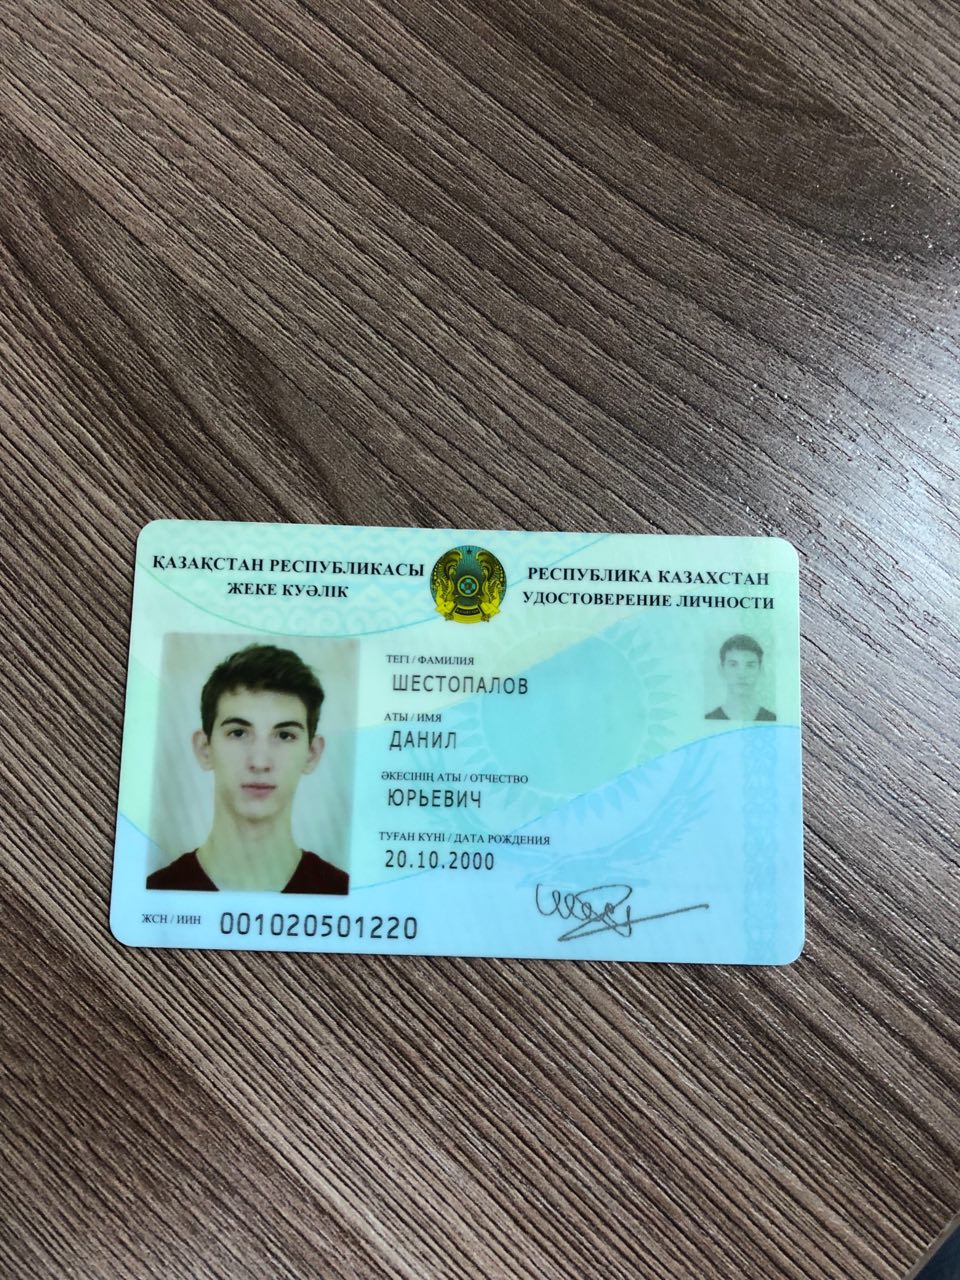 ҚАЗАҚСТАН РЕСПУБЛИКАСЫ
ЖЕКЕ КУӘЛІК
РЕСПУБЛИКА КАЗАХСТАН
УДОСТОВЕРЕНИЕ ЛИЧНОСТИ
ТЕГІ / ФАМИЛИЯ
ШЕСТОПАЛОВ
АТЫ / ИМЯ
ДАНИЛ
ӘКЕСІНІҢ АТЫ / ОТЧЕСТВО
ЮРЬЕВИЧ
ТУҒАН КҮНІ / ДАТА РОЖДЕНИЯ
20.10.2000
ЖСН / ИИН 001020501220